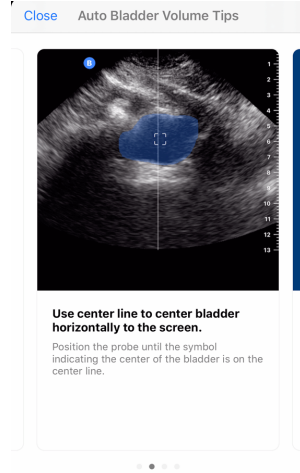 Close Auto Bladder Volume Tips
B
1
2
3
4
5
6
7
8
9
10
11
12
13
Use center line to center bladder
horizontally to the screen.
Position the probe until the symbol
indicating the center of the bladder is on the
center line.